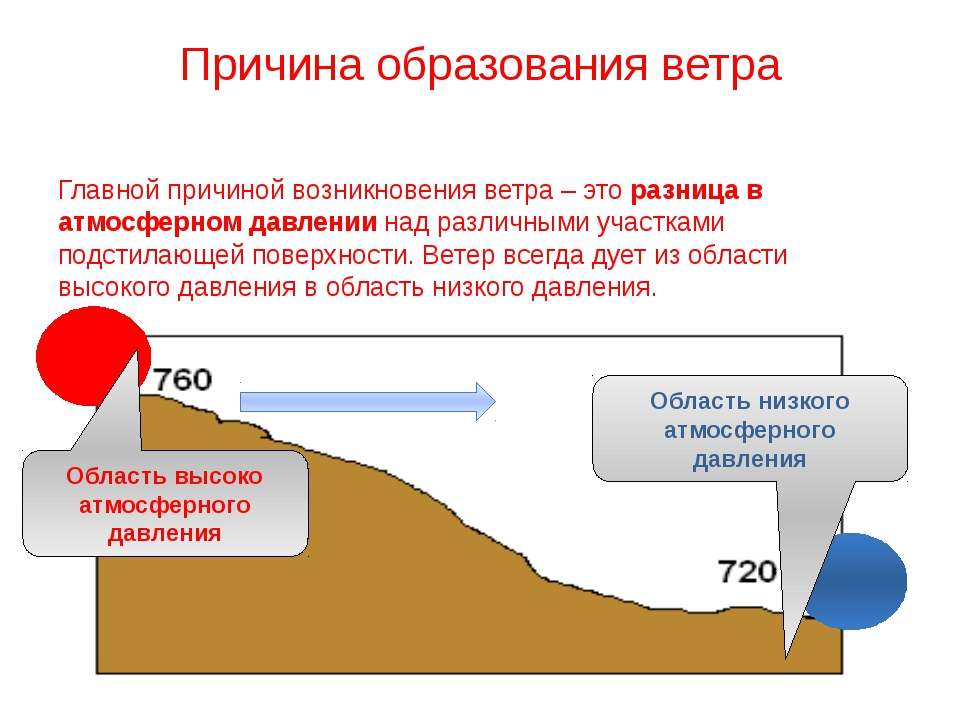 Причина образования ветра
Главной причиной возникновения ветра – это разница в
атмосферном давлении над различными участками
подстилающей поверхности. Ветер всегда дует из области
высокого давления в область низкого давления.
760
Область низкого
атмосферного
давления
Область высоко
атмосферного
давления
720